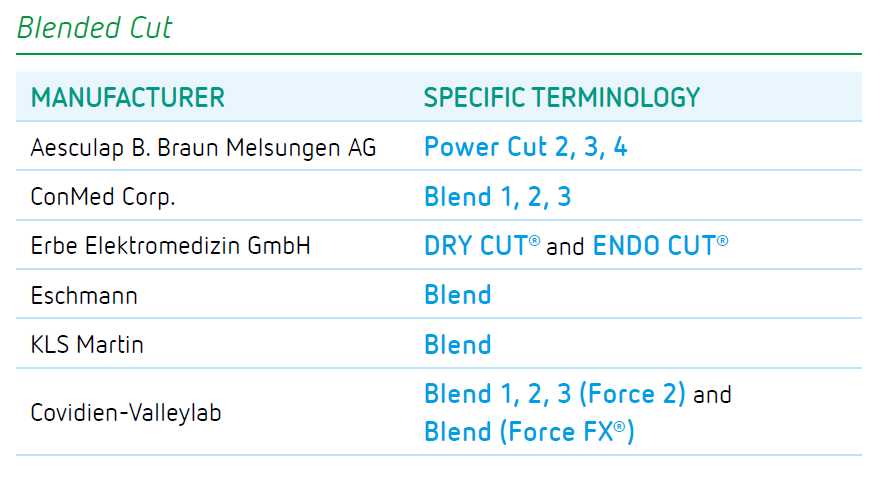 Blended Cut
MANUFACTURER SPECIFIC TERMINOLOGY
Aesculap B. Braun Melsungen AG Power Cut 2, 3, 4
ConMed Corp. Blend 1, 2, 3
Erbe Elektromedizin GmbH DRY CUT® and ENDO CUT®
Eschmann Blend
KLS Martin Blend
Covidien-Valleylab Blend 1, 2, 3 (Force 2) and
Blend (Force FX®)